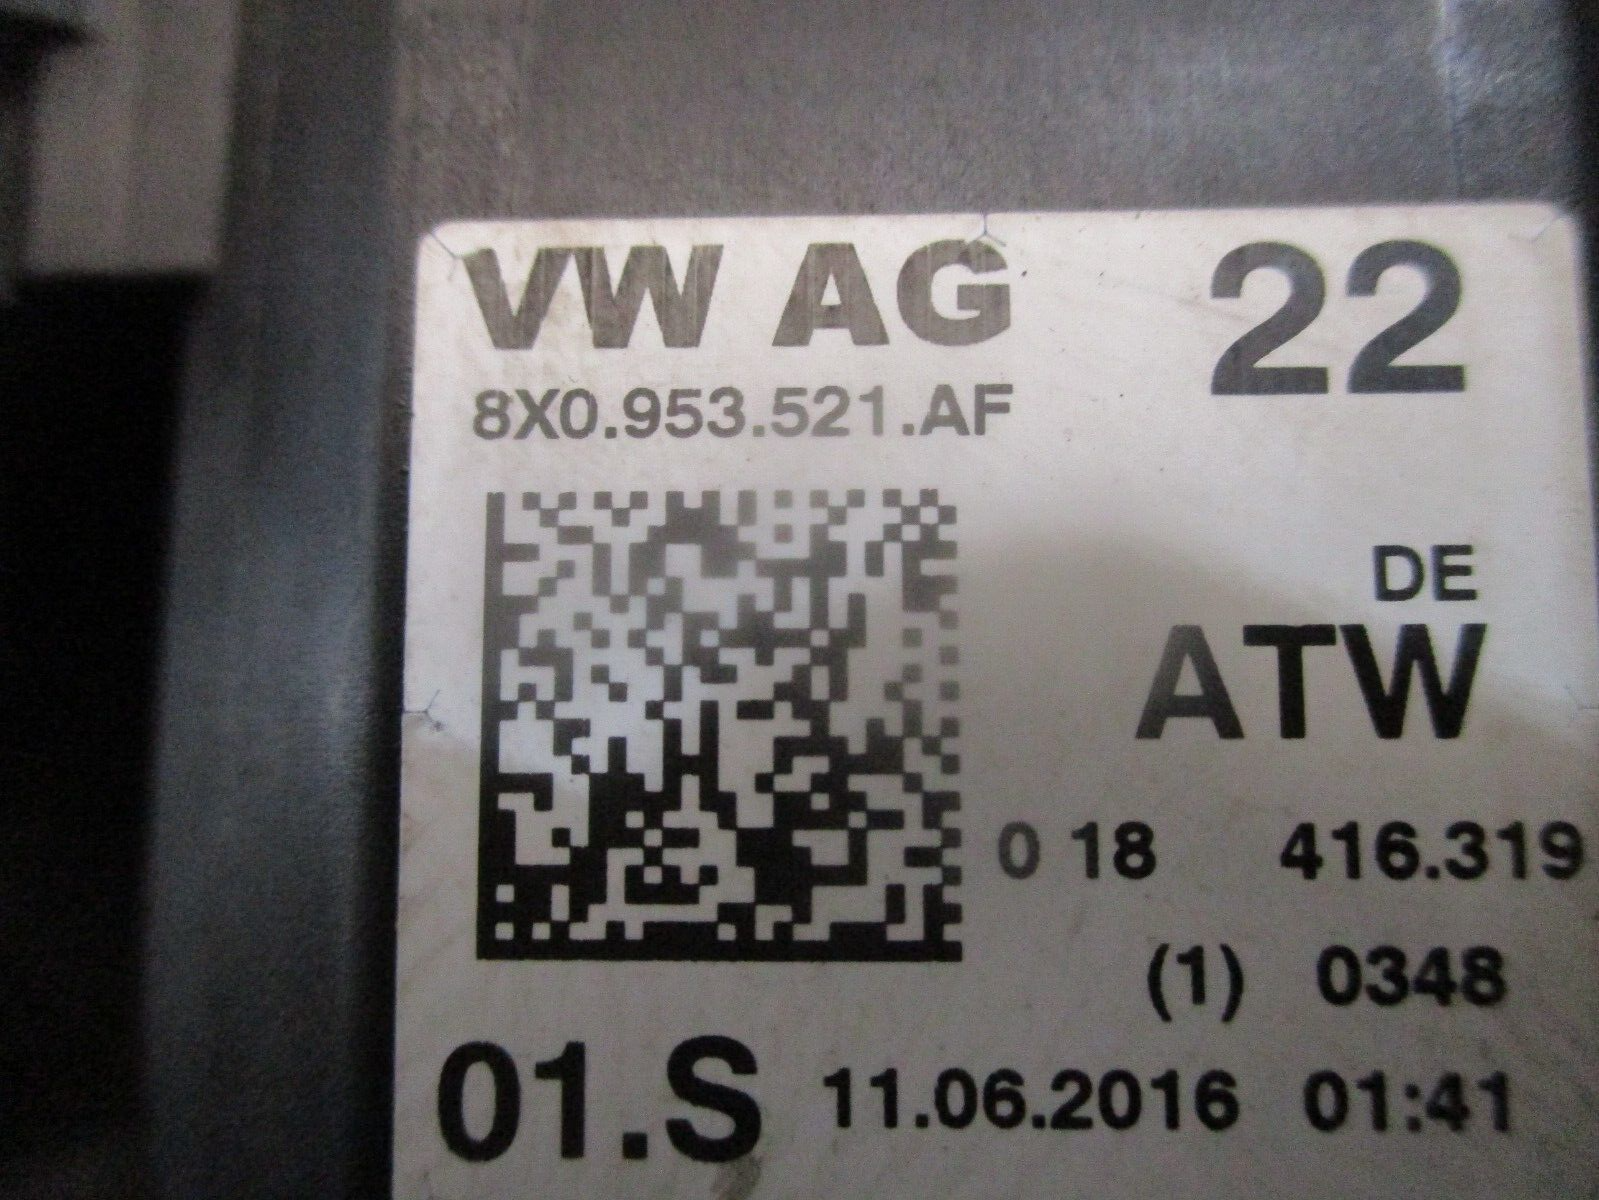 VW AG 22
8X0.953.521.AF
DE
ATW
0 18 416.319
(1) 0348
01.S 11.06.2016 01:41